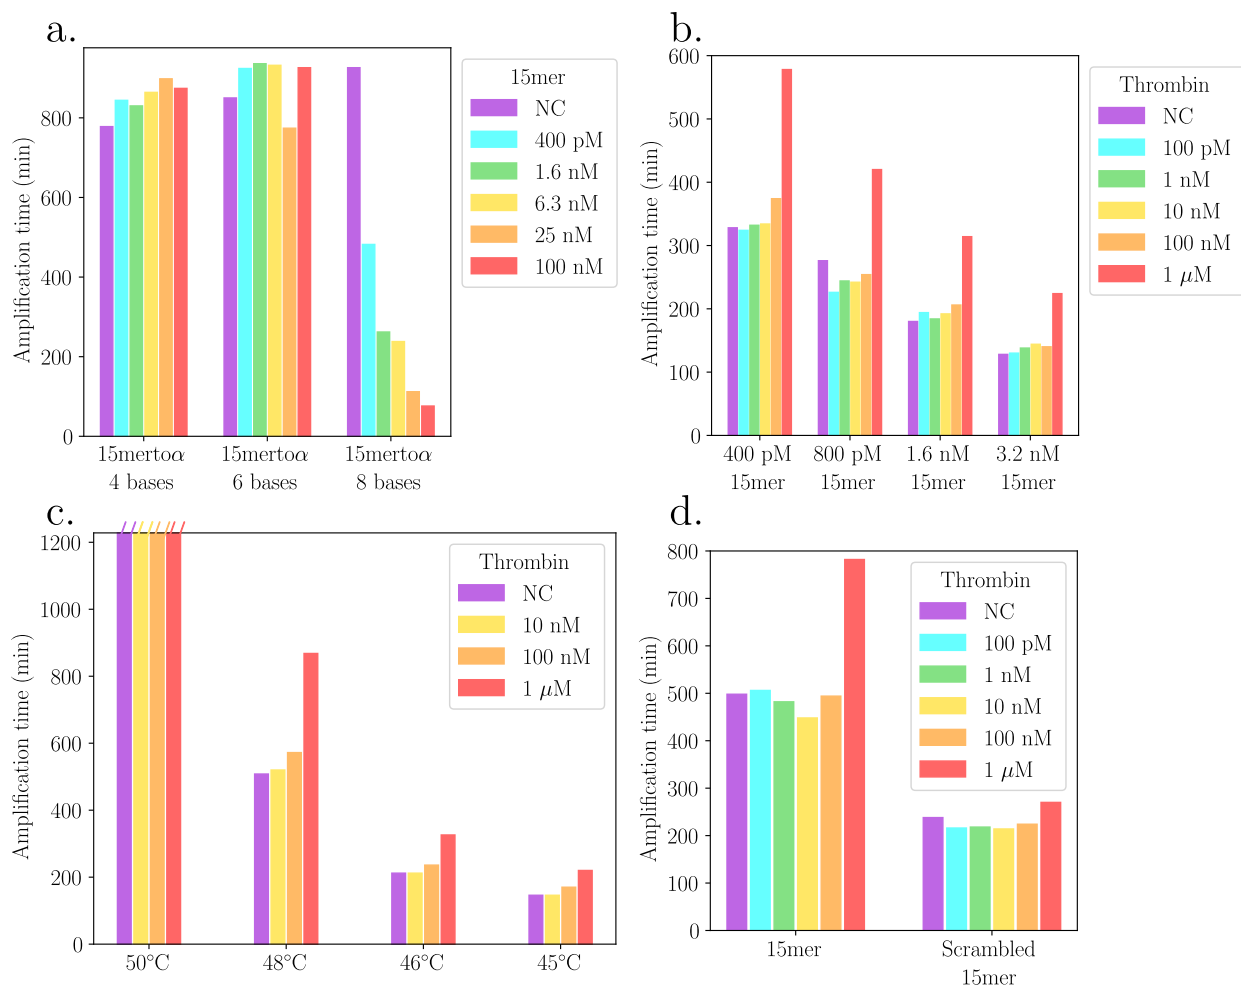 a.
Amplification time (min)
800
600
400
200
0
15mertoα
4 bases
15mertoα
6 bases
15mertoα
8 bases
15mer
NC
400 pM
1.6 nM
6.3 nM
25 nM
100 nM
b.
Amplification time (min)
600
500
400
300
200
100
0
400 pM
15mer
800 pM
15mer
1.6 nM
15mer
3.2 nM
15mer
Thrombin
NC
100 pM
1 nM
10 nM
100 nM
1 μM
c.
Amplification time (min)
1200
1000
800
600
400
200
0
50°C
48°C
46°C
45°C
Thrombin
NC
10 nM
100 nM
1 μM
d.
Amplification time (min)
800
700
600
500
400
300
200
100
0
15mer
Scrambled
15mer
Thrombin
NC
100 pM
1 nM
10 nM
100 nM
1 μM